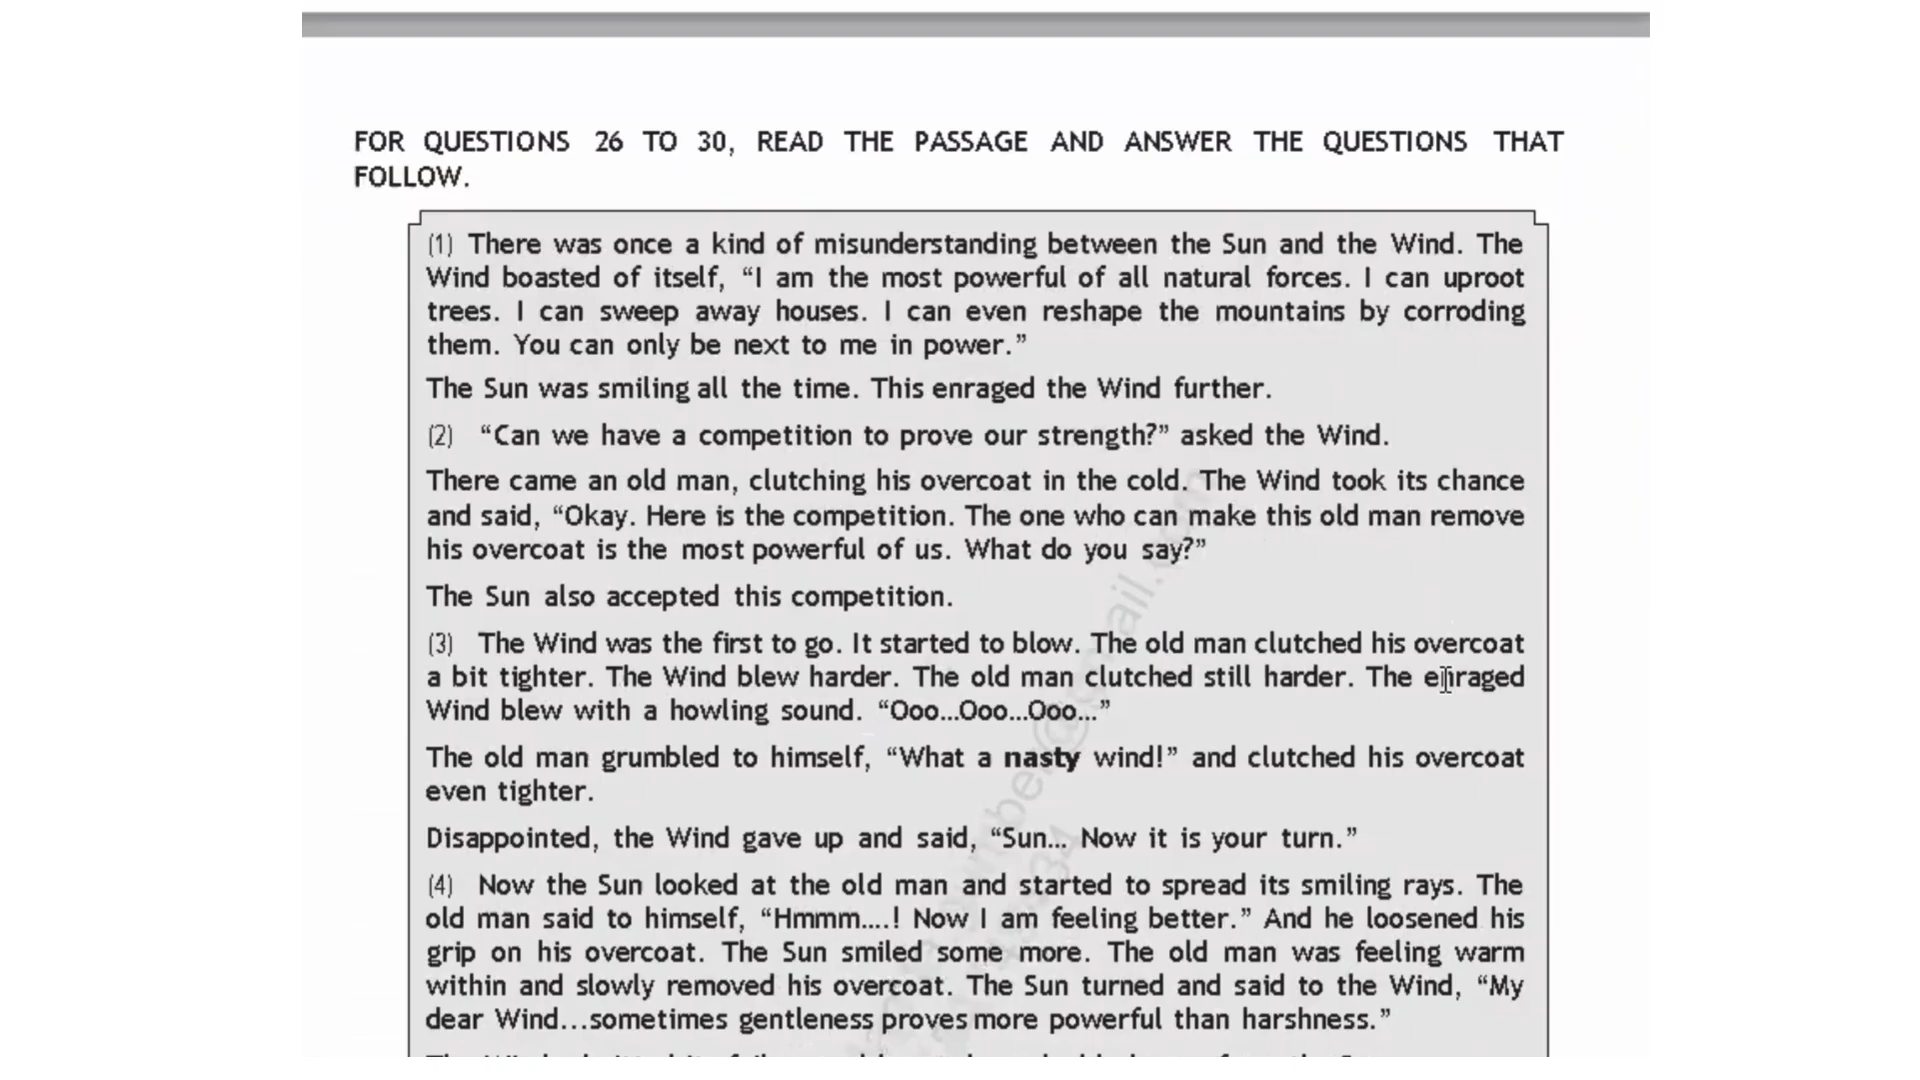 FOR QUESTIONS 26 TO 30, READ THE PASSAGE AND ANSWER THE QUESTIONS THAT
FOLLOW.
(1) There was once a kind of misunderstanding between the Sun and the Wind. The
Wind boasted of itself, “I am the most powerful of all natural forces. I can uproot
trees. I can sweep away houses. I can even reshape the mountains by corroding
them. You can only be next to me in power.”
The Sun was smiling all the time. This enraged the Wind further.
(2) “Can we have a competition to prove our strength?” asked the Wind.
There came an old man, clutching his overcoat in the cold. The Wind took its chance
and said, “Okay. Here is the competition. The one who can make this old man remove
his overcoat is the most powerful of us. What do you say?”
The Sun also accepted this competition.
(3) The Wind was the first to go. It started to blow. The old man clutched his overcoat
a bit tighter. The Wind blew harder. The old man clutched still harder. The enraged
Wind blew with a howling sound. “Ooo...Ooo...Ooo...”
The old man grumbled to himself, “What a nasty wind!” and clutched his overcoat
even tighter.
Disappointed, the Wind gave up and said, “Sun... Now it is your turn.”
(4) Now the Sun looked at the old man and started to spread its smiling rays. The
old man said to himself, “Hmmm....! Now I am feeling better.” And he loosened his
grip on his overcoat. The Sun smiled some more. The old man was feeling warm
within and slowly removed his overcoat. The Sun turned and said to the Wind, “My
dear Wind...sometimes gentleness proves more powerful than harshness.”